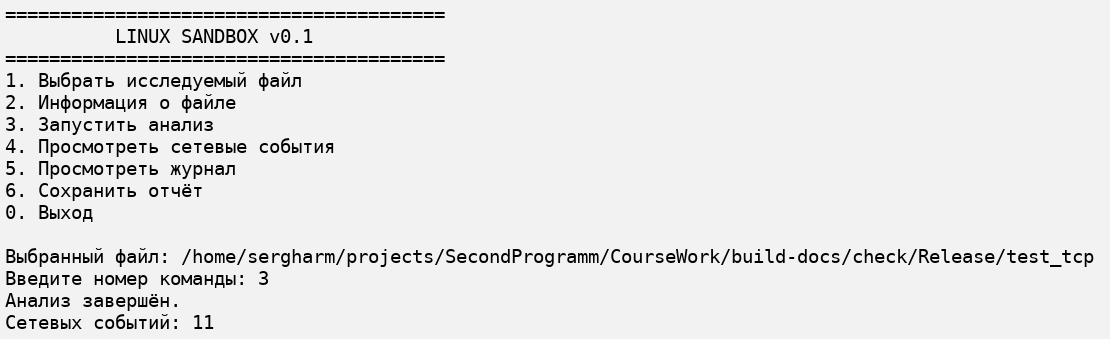 ========================================
LINUX SANDBOX v0.1
========================================
1. Выбрать исследуемый файл
2. Информация о файле
3. Запустить анализ
4. Просмотреть сетевые события
5. Просмотреть журнал
6. Сохранить отчёт
0. Выход
Выбранный файл: /home/sergharm/projects/SecondProgramm/CourseWork/build-docs/check/Release/test_tcp
Введите номер команды: 3
Анализ завершён.
Сетевых событий: 11